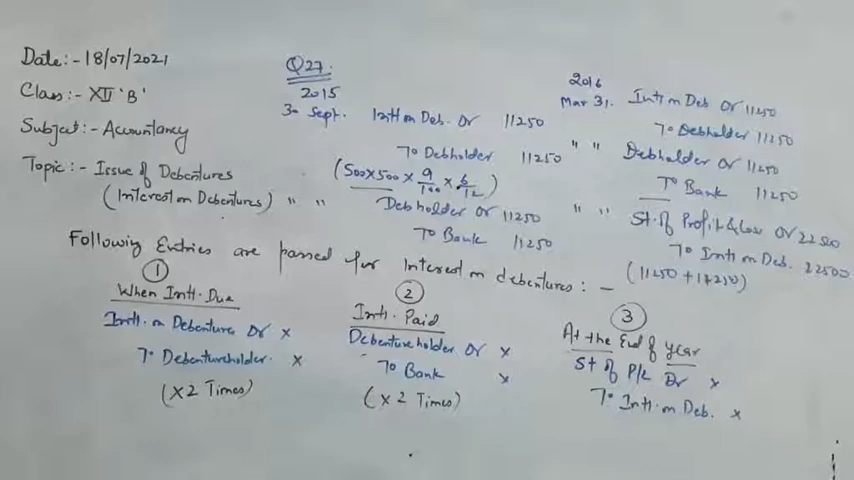 Date:- 18/07/2021
Class:- XII 'B'
Subject:- Accountancy
Topic:- Issue of Debentures
(Interest on Debentures)
Q27.
2015
30 Sept. Intt on Deb. Dr 11250
To Debholder 11250
(500×500 × 9/100 × 6/12)
" " Debholder Dr 11250
To Bank 11250
2016
Mar 31. Intt on Deb Dr 11250
To Debholder 11250
" " Debholder Dr 11250
To Bank 11250
" " St. of Profit & Loss Dr 22500
To Intt on Deb. 22500
(11250 + 11250)
Following Entries are passed for Interest on debentures : -
1
When Intt. Due
Intt. on Debenture Dr x
To Debentureholder. x
(x 2 Times)
2
Intt. Paid
Debentureholder Dr x
To Bank x
(x 2 Times)
3
At the End of year
St of P/L Dr x
To Intt. on Deb. x